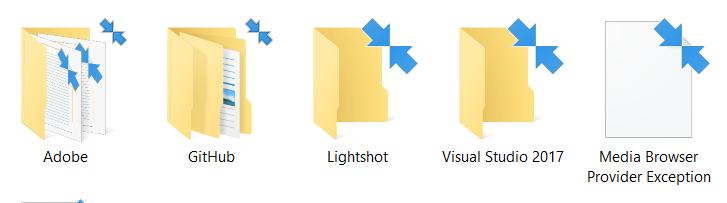 Adobe
GitHub
Lightshot
Visual Studio 2017
Media Browser
Provider Exception